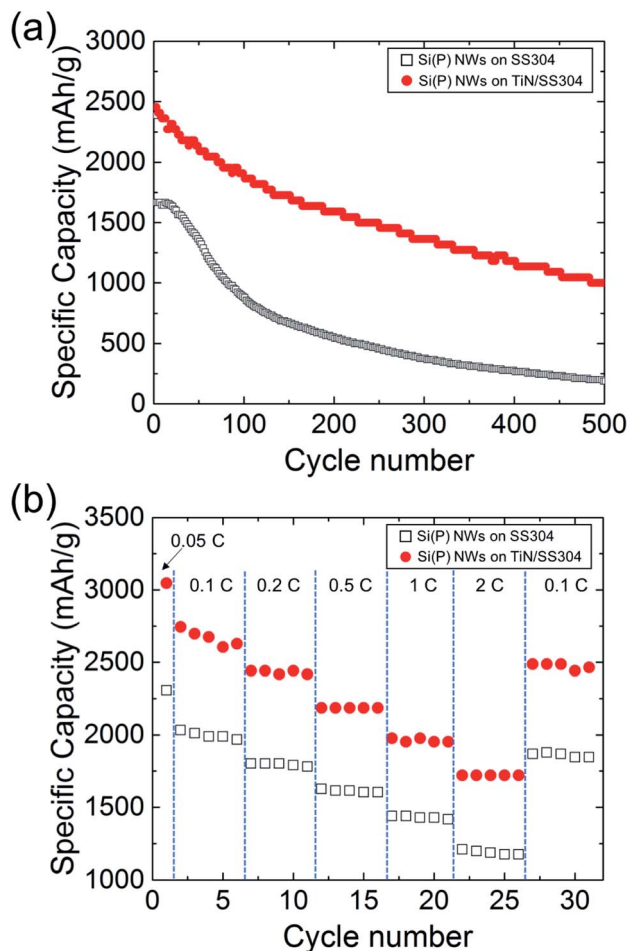 (a)
3000
2500
2000
1500
1000
500
0
Specific Capacity (mAh/g)
Si(P) NWs on SS304
Si(P) NWs on TiN/SS304
0 100 200 300 400 500
Cycle number
(b)
3500
3000
2500
2000
1500
1000
Specific Capacity (mAh/g)
Si(P) NWs on SS304
Si(P) NWs on TiN/SS304
0.05 C
0.1 C 0.2 C 0.5 C 1 C 2 C 0.1 C
0 5 10 15 20 25 30
Cycle number